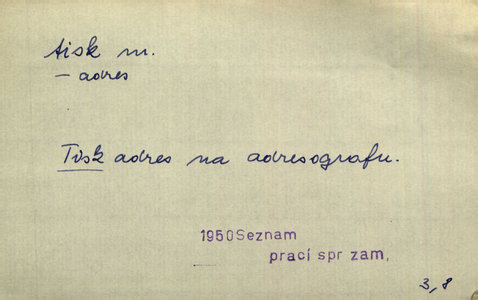 tisk m.
– adres
Tisk adres na adresografu.
1950Seznam
prací spr zam,
3,8